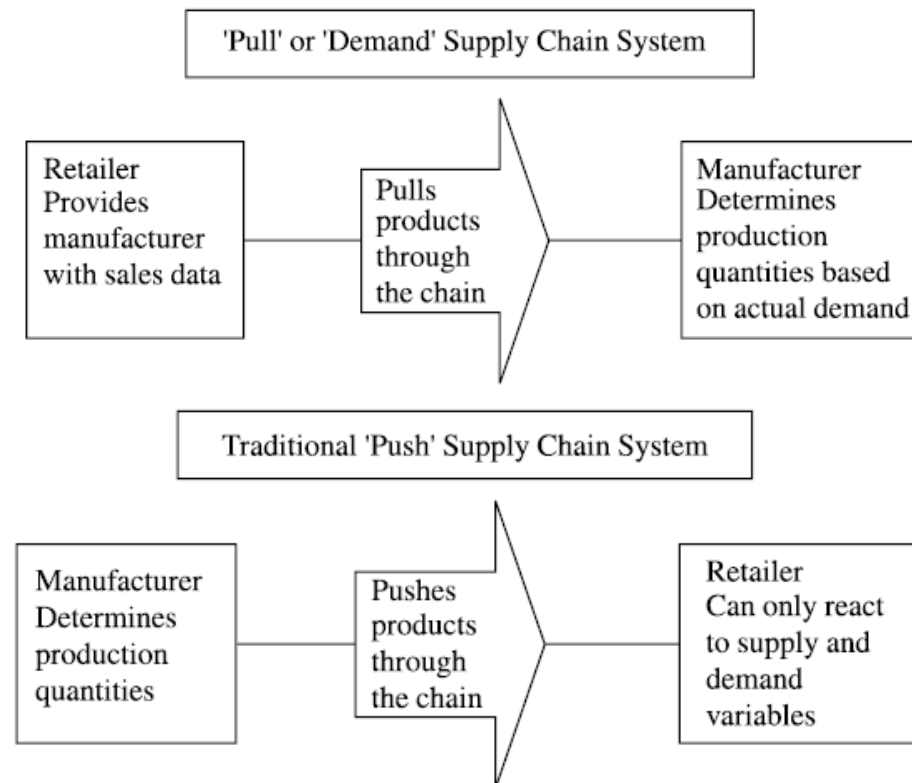 'Pull' or 'Demand' Supply Chain System
Retailer
Provides
manufacturer
with sales data
Pulls
products
through
the chain
Manufacturer
Determines
production
quantities based
on actual demand
Traditional 'Push' Supply Chain System
Manufacturer
Determines
production
quantities
Pushes
products
through
the chain
Retailer
Can only react
to supply and
demand
variables